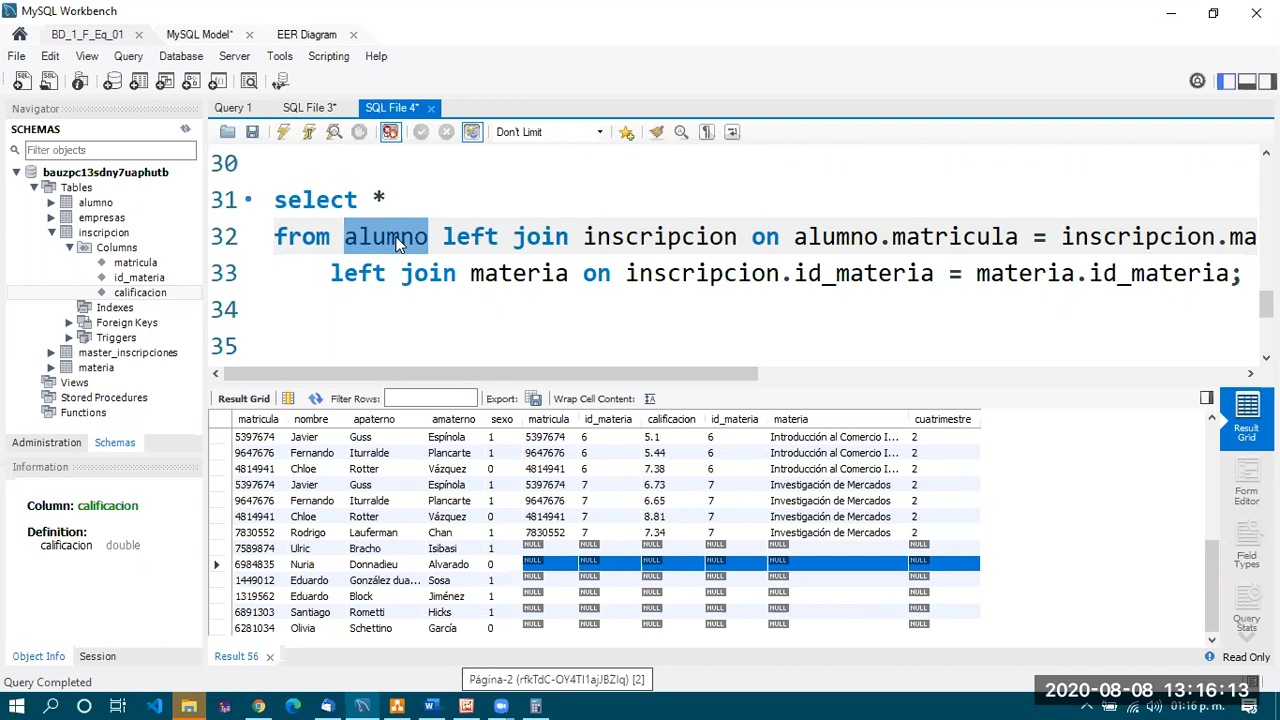 MySQL Workbench
BD_1_F_Eq_01 MySQL Model* EER Diagram
File Edit View Query Database Server Tools Scripting Help
Navigator
Query 1 SQL File 3* SQL File 4*
SCHEMAS
Don't Limit
Filter objects
bauzpc13sdny7uaphutb
Tables
alumno
empresas
inscripcion
Columns
matricula
id_materia
calificacion
Indexes
Foreign Keys
Triggers
master_inscripciones
materia
Views
Stored Procedures
Functions
Administration Schemas
Information
Column: calificacion
Definition:
calificacion double
Object Info Session
Query Completed
30
31 select *
32 from alumno left join inscripcion on alumno.matricula = inscripcion.ma
33 left join materia on inscripcion.id_materia = materia.id_materia;
34
35
Result Grid Filter Rows: Export: Wrap Cell Content:
matricula nombre apaterno amaterno sexo matricula id_materia calificacion id_materia materia cuatrimestre
5397674 Javier Guss Espínola 1 5397674 6 5.1 6 Introducción al Comercio I... 2
9647676 Fernando Iturralde Plancarte 1 9647676 6 5.44 6 Introducción al Comercio I... 2
4814941 Chloe Rotter Vázquez 0 4814941 6 7.38 6 Introducción al Comercio I... 2
5397674 Javier Guss Espínola 1 5397674 7 6.73 7 Investigación de Mercados 2
9647676 Fernando Iturralde Plancarte 1 9647676 7 6.65 7 Investigación de Mercados 2
4814941 Chloe Rotter Vázquez 0 4814941 7 8.81 7 Investigación de Mercados 2
7830552 Rodrigo Lauferman Chan 1 7830552 7 7.34 7 Investigación de Mercados 2
7589874 Ulric Bracho Isibasi 1 NULL NULL NULL NULL NULL NULL
6984835 Nuria Donnadieu Alvarado 0 NULL NULL NULL NULL NULL NULL
1449012 Eduardo González dua... Sosa 1 NULL NULL NULL NULL NULL NULL
1319562 Eduardo Block Jiménez 1 NULL NULL NULL NULL NULL NULL
6891303 Santiago Rometti Hicks 1 NULL NULL NULL NULL NULL NULL
6281034 Olivia Schettino García 0 NULL NULL NULL NULL NULL NULL
Result Grid
Form Editor
Field Types
Query Stats
Result 56
Read Only
Página-2 (rfkTdC-OY4Tl1ajJBZIq) [2]
2020-08-08 13:16:13
01:16 p. m.